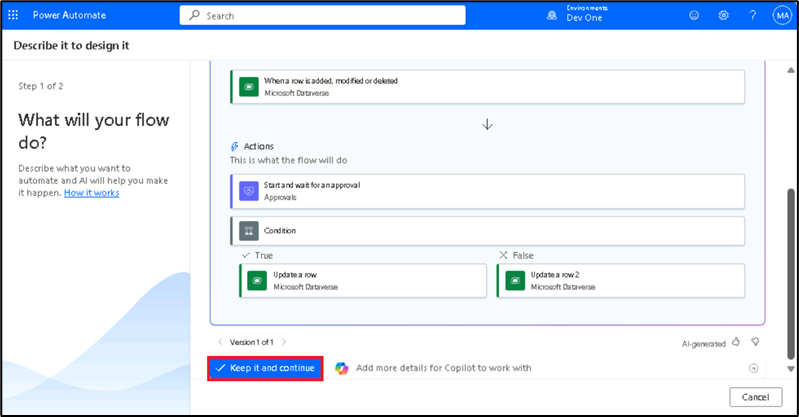 Power Automate
Search
Environments
Dev One
?
MA
Describe it to design it
Step 1 of 2
What will your flow
do?
Describe what you want to
automate and AI will help you make
it happen. How it works
When a row is added, modified or deleted
Microsoft Dataverse
Actions
This is what the flow will do
Start and wait for an approval
Approvals
Condition
True
Update a row
Microsoft Dataverse
False
Update a row 2
Microsoft Dataverse
Version 1 of 1
AI-generated
Keep it and continue
Add more details for Copilot to work with
Cancel